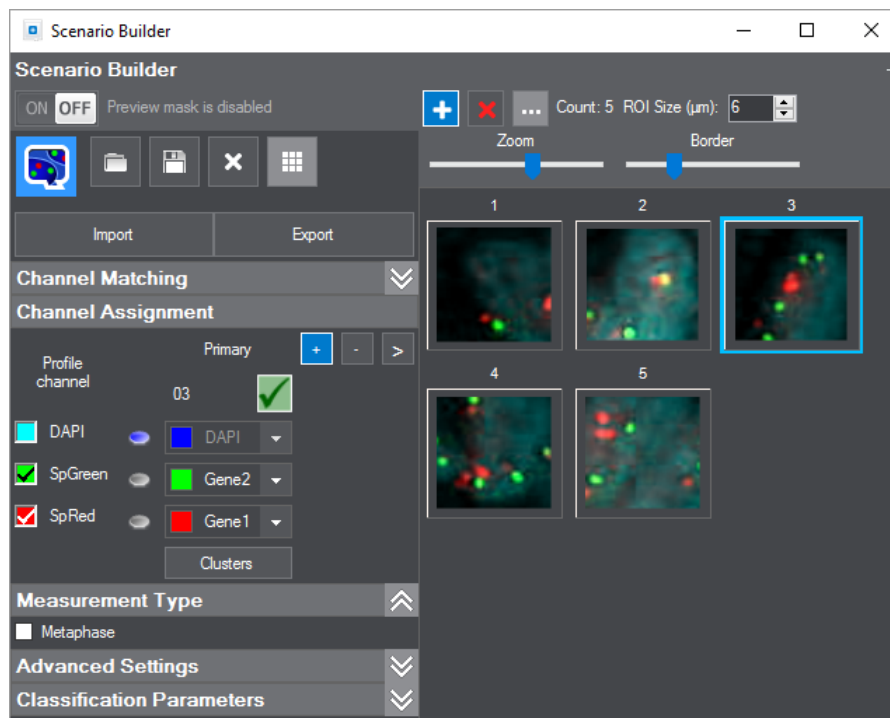 Scenario Builder
Scenario Builder
ON OFF Preview mask is disabled
Count: 5 ROI Size (µm): 6
Zoom Border
Import Export
Channel Matching
Channel Assignment
Profile channel
Primary + - >
03
DAPI DAPI
SpGreen Gene2
SpRed Gene1
Clusters
Measurement Type
Metaphase
Advanced Settings
Classification Parameters
1 2 3
4 5